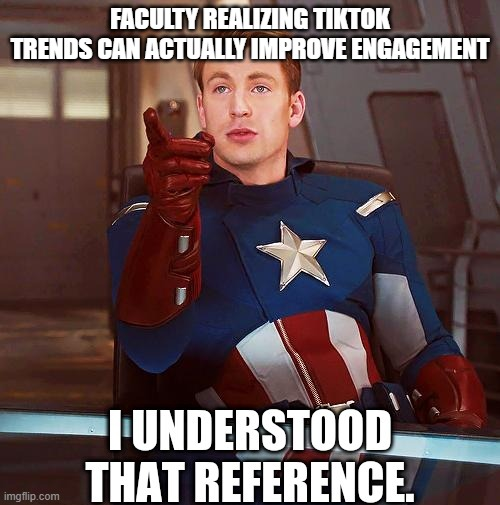 FACULTY REALIZING TIKTOK
TRENDS CAN ACTUALLY IMPROVE ENGAGEMENT
I UNDERSTOOD
THAT REFERENCE.
imgflip.com